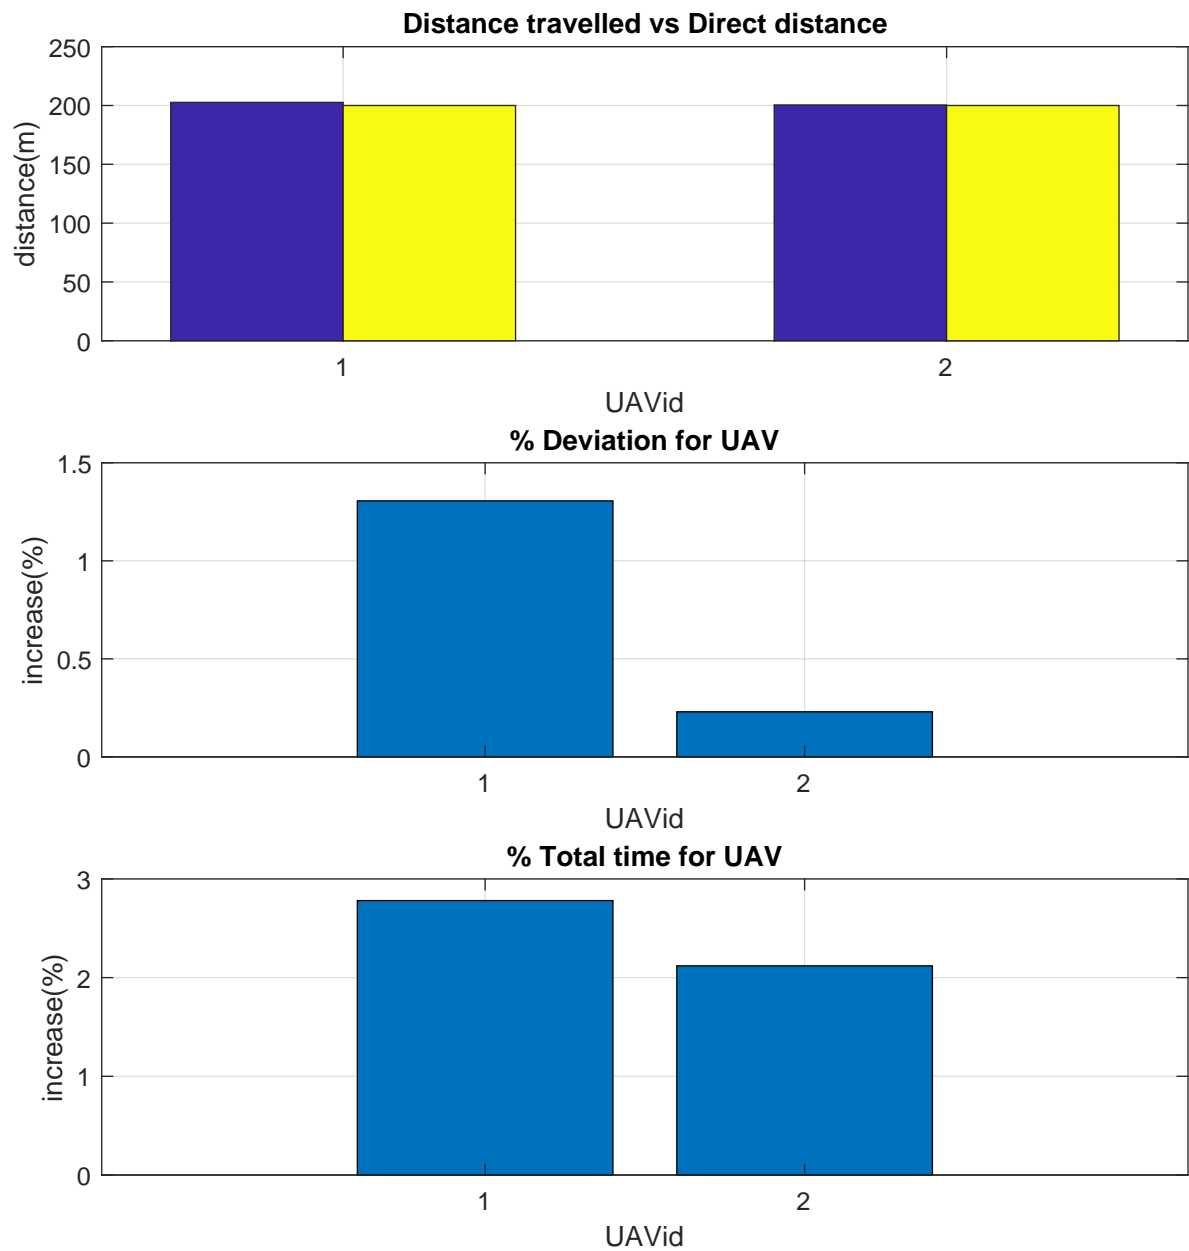 Distance travelled vs Direct distance
250
200
150
100
50
0
distance(m)
1 2
UAVid
% Deviation for UAV
1.5
1
0.5
0
increase(%)
1 2
UAVid
% Total time for UAV
3
2
1
0
increase(%)
1 2
UAVid